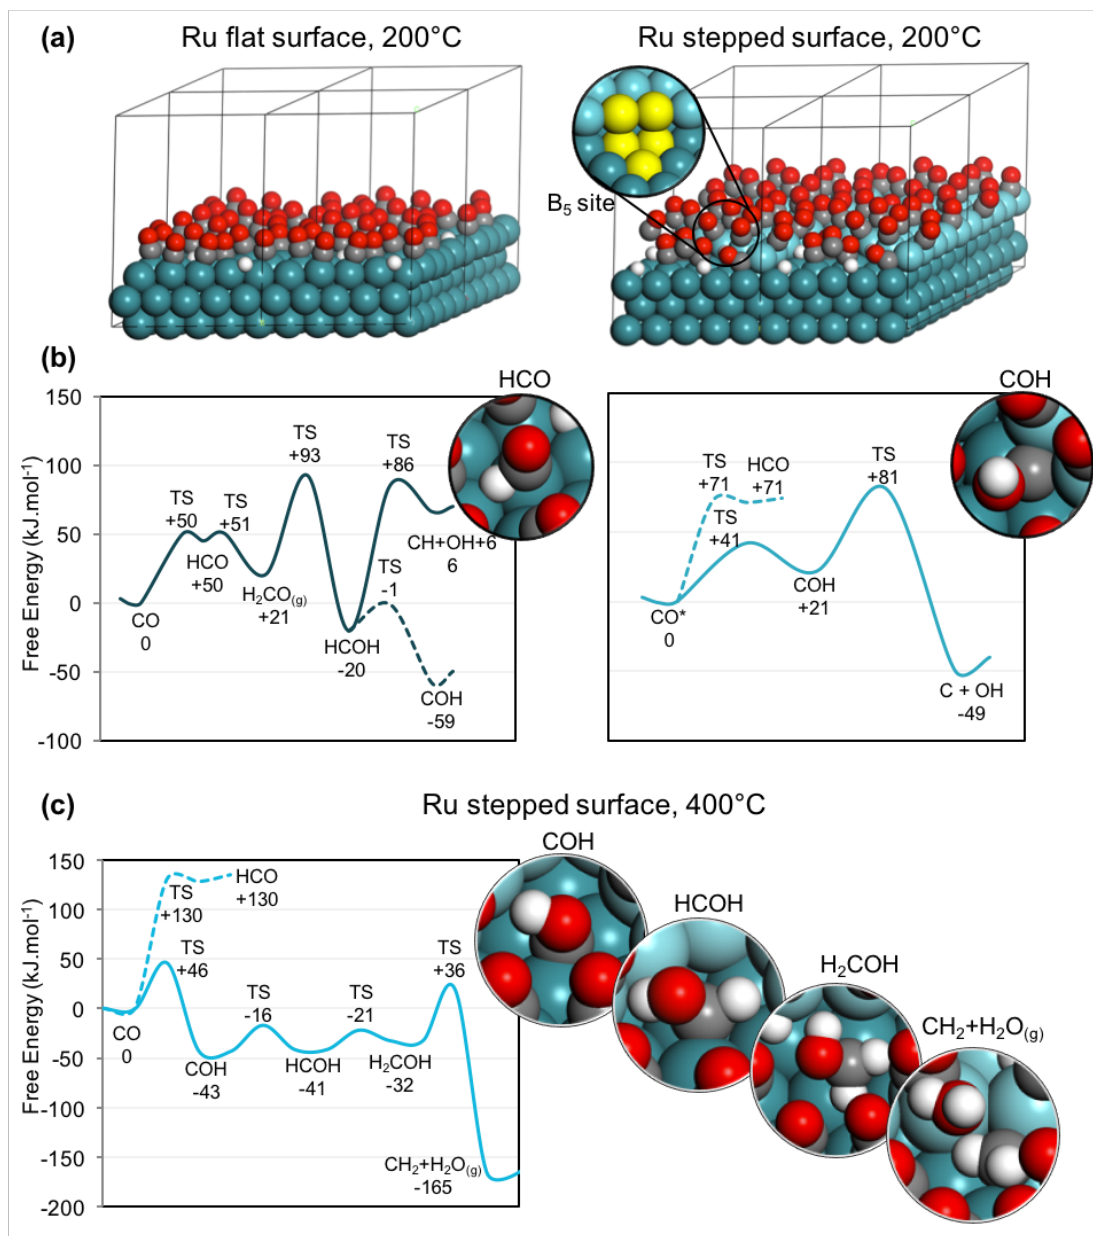 (a)
Ru flat surface, 200°C
Ru stepped surface, 200°C
B₅ site
(b)
Free Energy (kJ.mol⁻¹)
150
100
50
0
-50
-100
CO
0
TS
+50
HCO
+50
TS
+51
H₂CO(g)
+21
TS
+93
HCOH
-20
TS
+86
CH+OH+6
6
TS
-1
COH
-59
HCO
CO*
0
TS
+71
HCO
+71
TS
+41
COH
+21
TS
+81
C + OH
-49
COH
(c)
Ru stepped surface, 400°C
Free Energy (kJ.mol⁻¹)
150
100
50
0
-50
-100
-150
-200
CO
0
TS
+130
HCO
+130
TS
+46
COH
-43
TS
-16
HCOH
-41
TS
-21
H₂COH
-32
TS
+36
CH₂+H₂O(g)
-165
COH
HCOH
H₂COH
CH₂+H₂O(g)